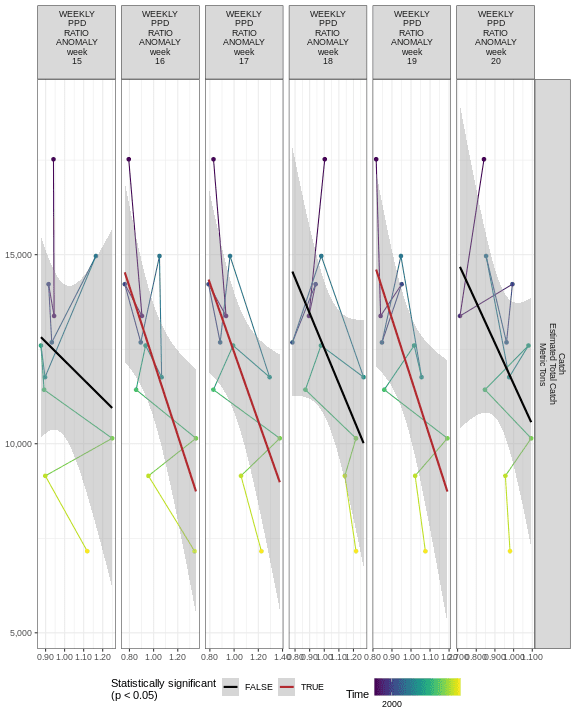 WEEKLY
PPD
RATIO
ANOMALY
week
15
WEEKLY
PPD
RATIO
ANOMALY
week
16
WEEKLY
PPD
RATIO
ANOMALY
week
17
WEEKLY
PPD
RATIO
ANOMALY
week
18
WEEKLY
PPD
RATIO
ANOMALY
week
19
WEEKLY
PPD
RATIO
ANOMALY
week
20
15,000
10,000
5,000
Catch
Estimated Total Catch
Metric Tons
0.90 1.00 1.10 1.20
0.80 1.00 1.20
0.80 1.00 1.20 1.40
0.80 0.90 1.00 1.10 1.20
0.80 0.90 1.00 1.10 1.20
0.700 0.800 0.900 1.000 1.100
Statistically significant
(p < 0.05)
FALSE
TRUE
Time
2000